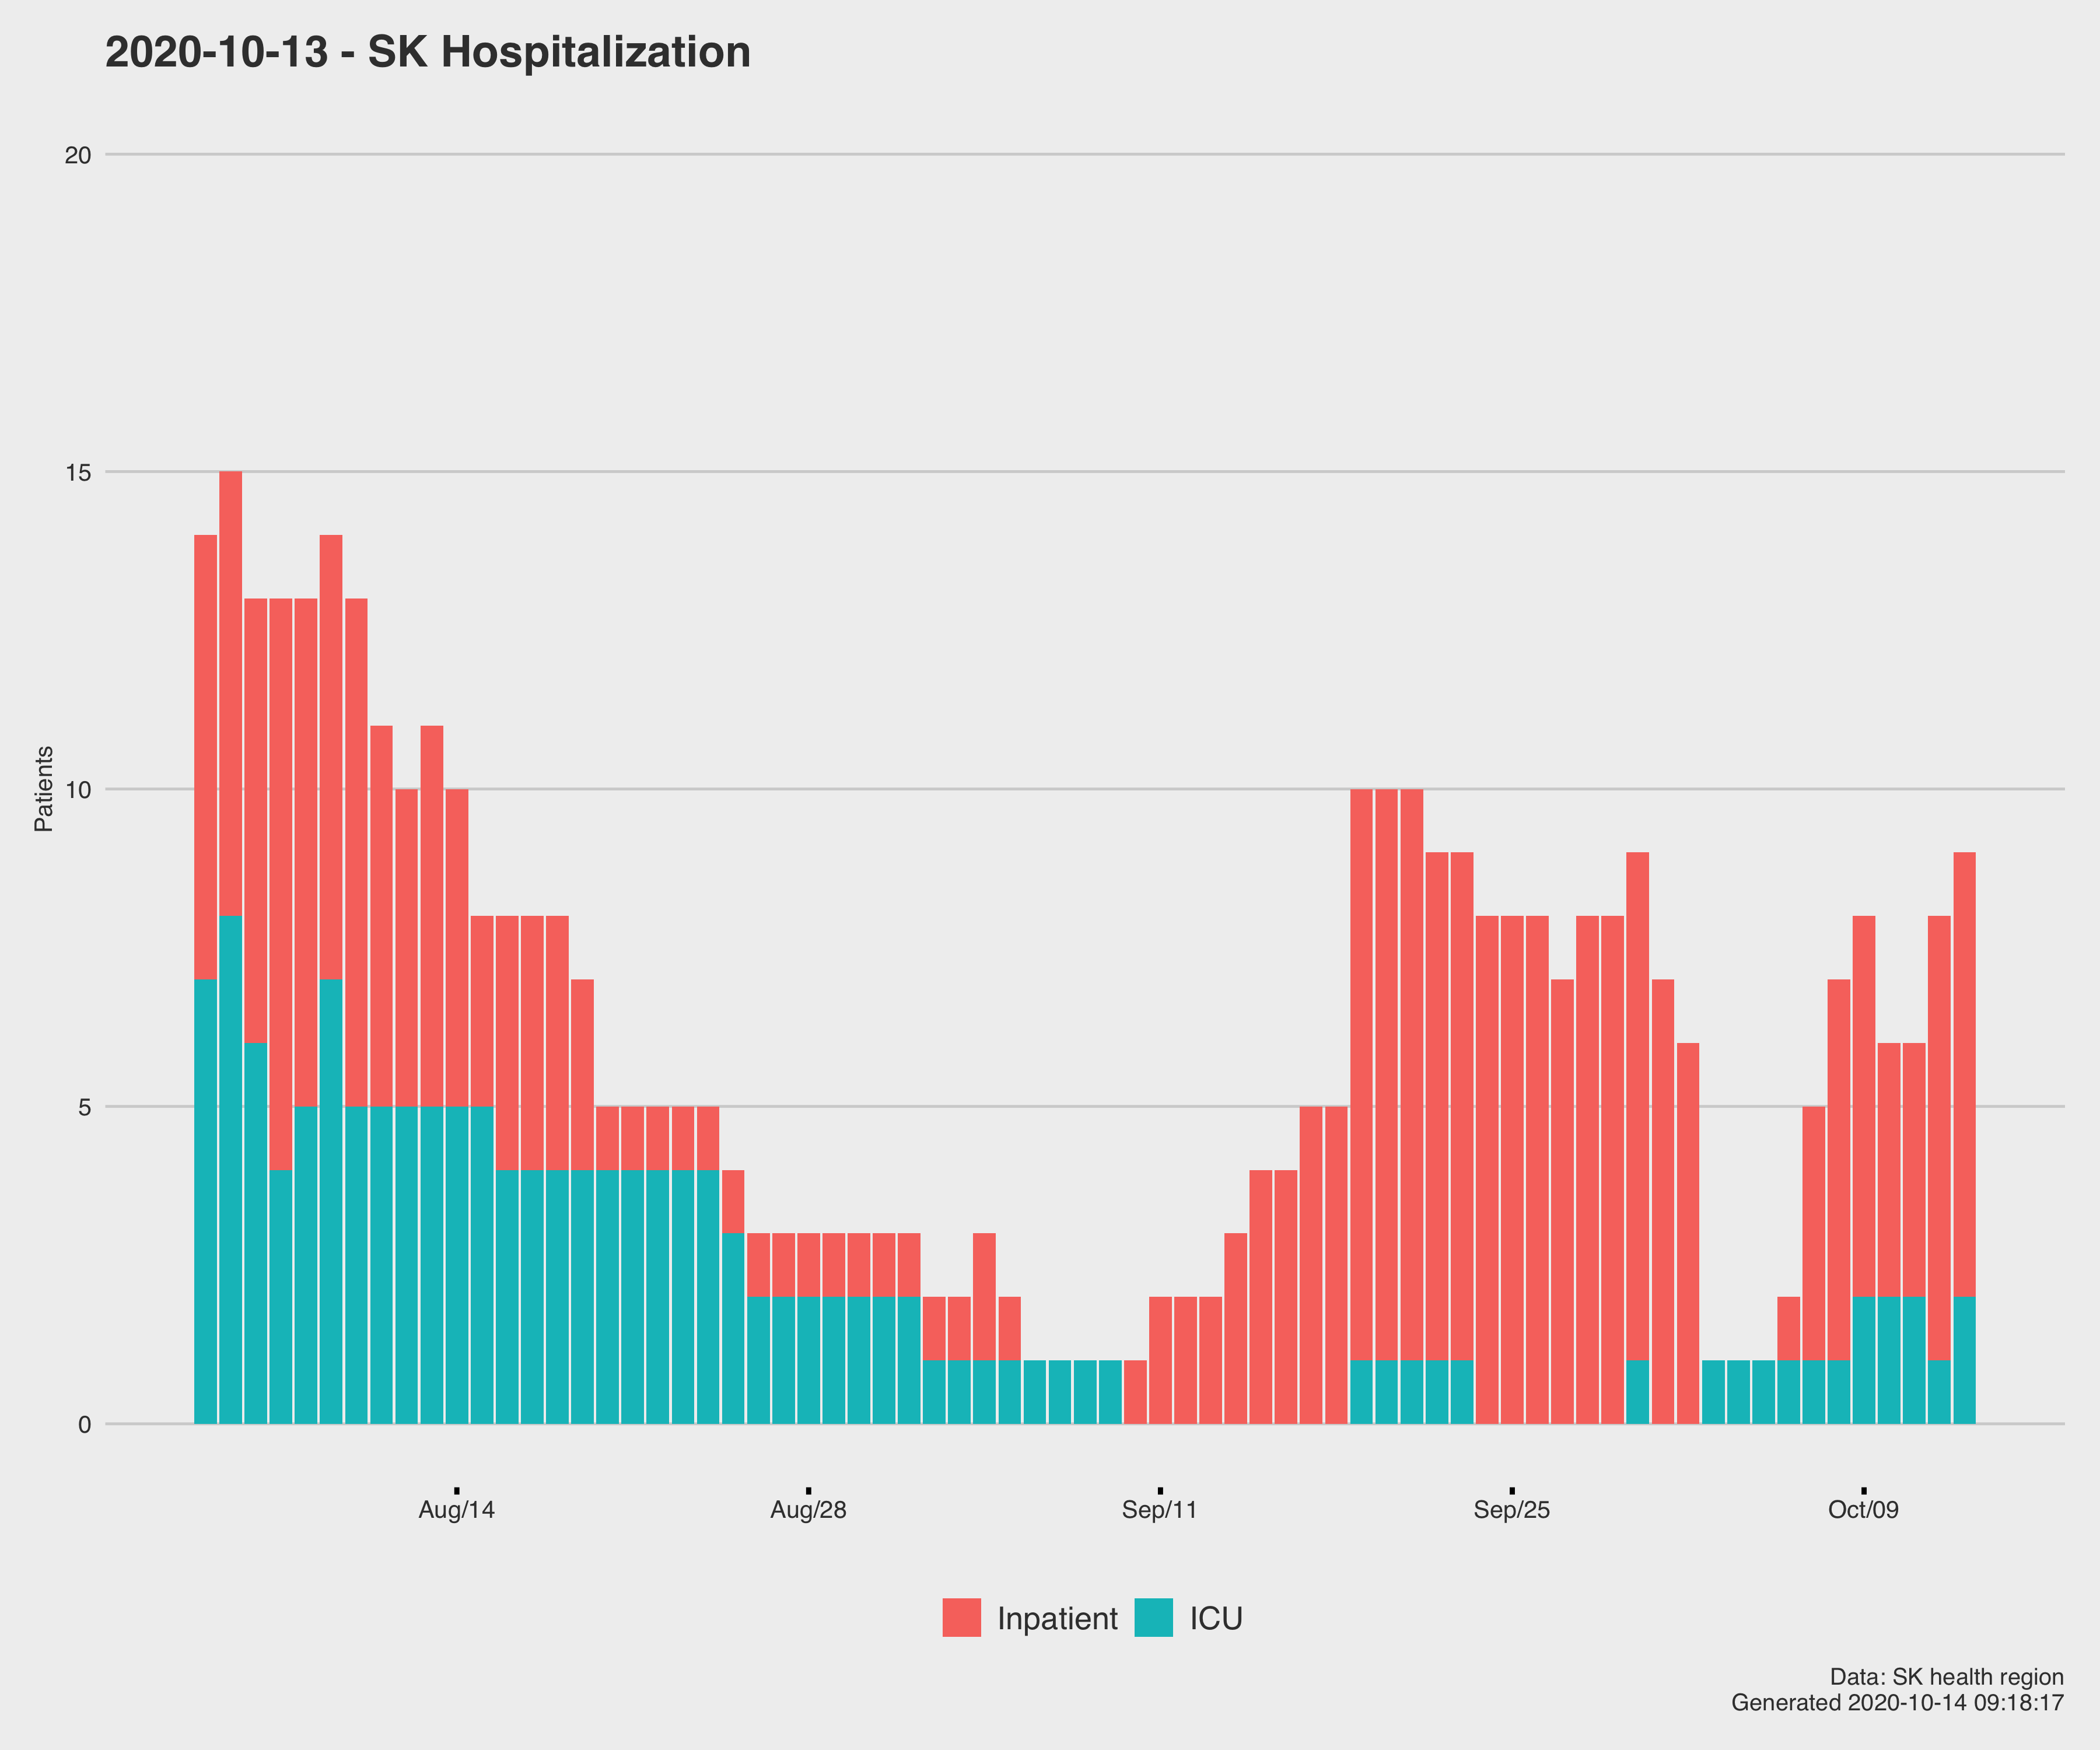 2020-10-13 - SK Hospitalization
20
15
10
5
0
Patients
Aug/14
Aug/28
Sep/11
Sep/25
Oct/09
Inpatient
ICU
Data: SK health region
Generated 2020-10-14 09:18:17